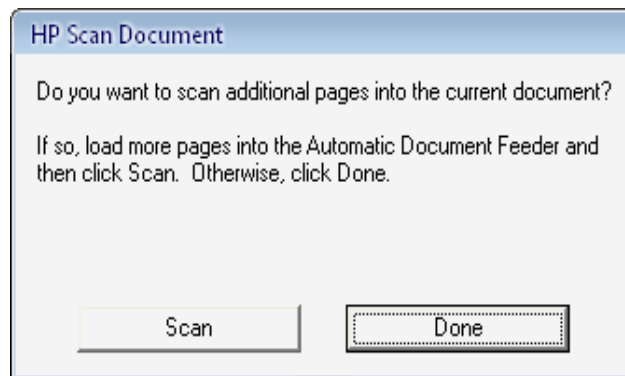 HP Scan Document
Do you want to scan additional pages into the current document?
If so, load more pages into the Automatic Document Feeder and
then click Scan.  Otherwise, click Done.
Scan
Done